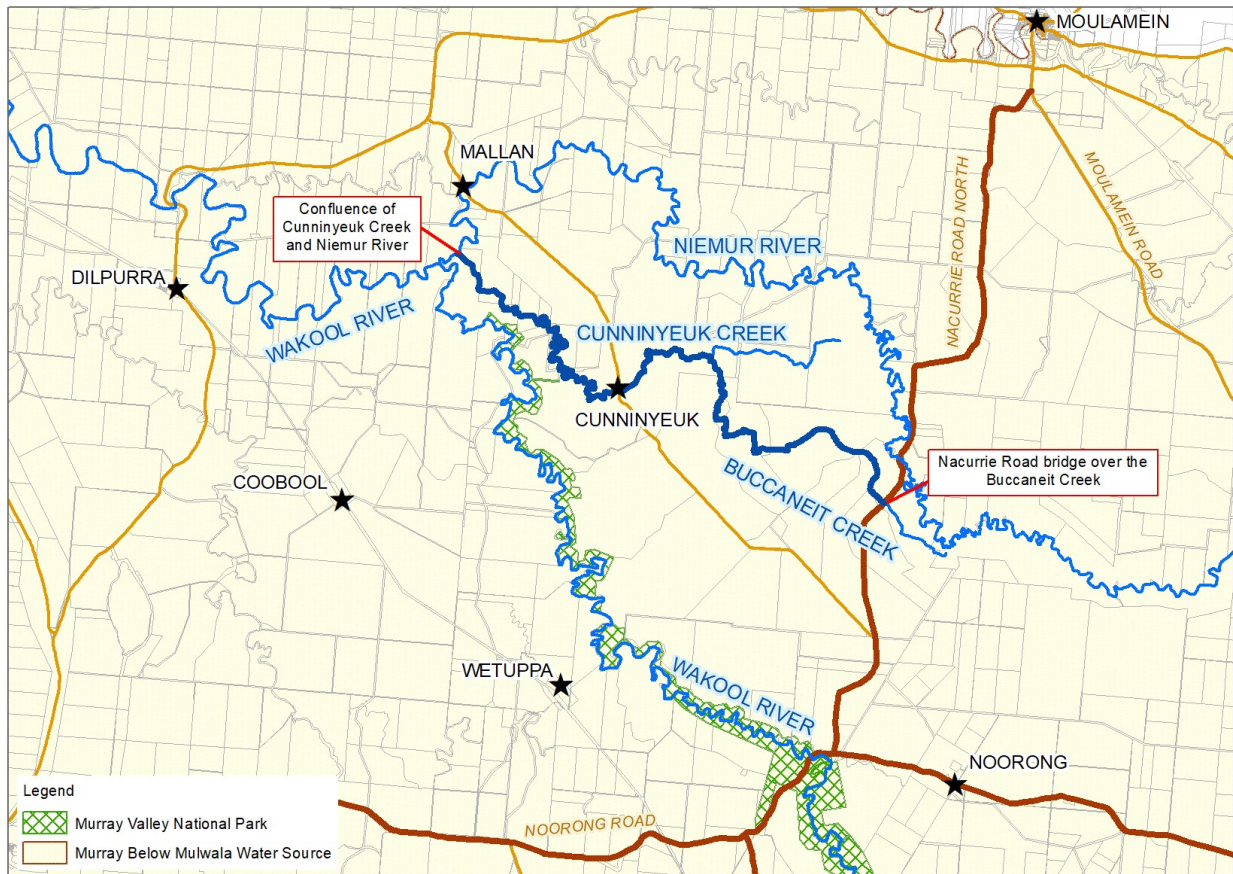 MOULAMEIN
MALLAN
Confluence of
Cunninyeuk Creek
and Niemur River
NIEMUR RIVER
NACURRIE ROAD NORTH
MOULAMEIN ROAD
DILPURRA
WAKOOL RIVER
CUNNINYEUK CREEK
CUNNINYEUK
BUCCANEIT CREEK
Nacurrie Road bridge over the
Buccaneit Creek
COOBOOL
WETUPPA
WAKOOL RIVER
NOORONG
NOORONG ROAD
Legend
Murray Valley National Park
Murray Below Mulwala Water Source